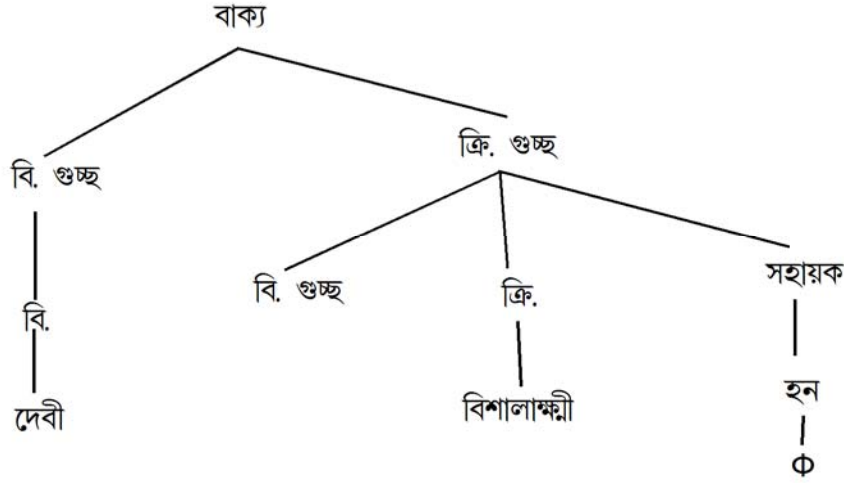 বাক্য
ক্রি. গুচ্ছ
বি. গুচ্ছ
বি. গুচ্ছ
ক্রি.
সহায়ক
বি.
হন
দেবী
বিশালাক্ষ্মী
Φ